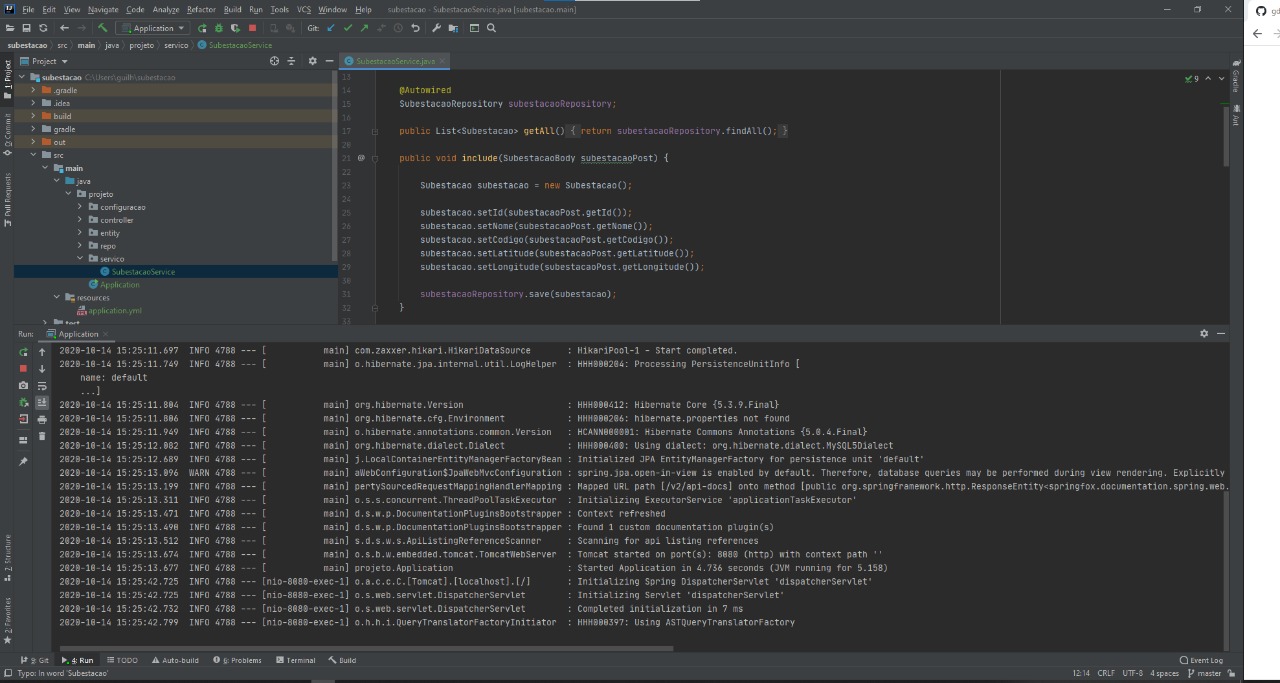 File Edit View Navigate Code Analyze Refactor Build Run Tools VCS Window Help subestacao - SubestacaoService.java [subestacao.main]
Application Git:
subestacao src main java projeto servico SubestacaoService
Project
SubestacaoService.java
subestacao C:\Users\guilh\subestacao
.gradle
.idea
build
gradle
out
src
main
java
projeto
configuracao
controller
entity
repo
servico
SubestacaoService
Application
resources
application.yml
test
1: Project
0: Commit
Pull Requests
Gradle
Ant
9
13
14 @Autowired
15 SubestacaoRepository subestacaoRepository;
16
17 public List<Subestacao> getAll() { return subestacaoRepository.findAll(); }
20
21 @ public void include(SubestacaoBody subestacaoPost) {
22
23 Subestacao subestacao = new Subestacao();
24
25 subestacao.setId(subestacaoPost.getId());
26 subestacao.setNome(subestacaoPost.getNome());
27 subestacao.setCodigo(subestacaoPost.getCodigo());
28 subestacao.setLatitude(subestacaoPost.getLatitude());
29 subestacao.setLongitude(subestacaoPost.getLongitude());
30
31 subestacaoRepository.save(subestacao);
32 }
33
Run: Application
2020-10-14 15:25:11.697 INFO 4788 --- [ main] com.zaxxer.hikari.HikariDataSource : HikariPool-1 - Start completed.
2020-10-14 15:25:11.749 INFO 4788 --- [ main] o.hibernate.jpa.internal.util.LogHelper : HHH000204: Processing PersistenceUnitInfo [
name: default
...]
2020-10-14 15:25:11.804 INFO 4788 --- [ main] org.hibernate.Version : HHH000412: Hibernate Core {5.3.9.Final}
2020-10-14 15:25:11.806 INFO 4788 --- [ main] org.hibernate.cfg.Environment : HHH000206: hibernate.properties not found
2020-10-14 15:25:11.949 INFO 4788 --- [ main] o.hibernate.annotations.common.Version : HCANN000001: Hibernate Commons Annotations {5.0.4.Final}
2020-10-14 15:25:12.082 INFO 4788 --- [ main] org.hibernate.dialect.Dialect : HHH000400: Using dialect: org.hibernate.dialect.MySQL5Dialect
2020-10-14 15:25:12.689 INFO 4788 --- [ main] j.LocalContainerEntityManagerFactoryBean : Initialized JPA EntityManagerFactory for persistence unit 'default'
2020-10-14 15:25:13.096 WARN 4788 --- [ main] aWebConfiguration$JpaWebMvcConfiguration : spring.jpa.open-in-view is enabled by default. Therefore, database queries may be performed during view rendering. Explicitly
2020-10-14 15:25:13.199 INFO 4788 --- [ main] pertySourcedRequestMappingHandlerMapping : Mapped URL path [/v2/api-docs] onto method [public org.springframework.http.ResponseEntity<springfox.documentation.spring.web.
2020-10-14 15:25:13.311 INFO 4788 --- [ main] o.s.s.concurrent.ThreadPoolTaskExecutor : Initializing ExecutorService 'applicationTaskExecutor'
2020-10-14 15:25:13.471 INFO 4788 --- [ main] d.s.w.p.DocumentationPluginsBootstrapper : Context refreshed
2020-10-14 15:25:13.490 INFO 4788 --- [ main] d.s.w.p.DocumentationPluginsBootstrapper : Found 1 custom documentation plugin(s)
2020-10-14 15:25:13.512 INFO 4788 --- [ main] s.d.s.w.s.ApiListingReferenceScanner : Scanning for api listing references
2020-10-14 15:25:13.674 INFO 4788 --- [ main] o.s.b.w.embedded.tomcat.TomcatWebServer : Tomcat started on port(s): 8080 (http) with context path ''
2020-10-14 15:25:13.677 INFO 4788 --- [ main] projeto.Application : Started Application in 4.736 seconds (JVM running for 5.158)
2020-10-14 15:25:42.725 INFO 4788 --- [nio-8080-exec-1] o.a.c.c.C.[Tomcat].[localhost].[/] : Initializing Spring DispatcherServlet 'dispatcherServlet'
2020-10-14 15:25:42.725 INFO 4788 --- [nio-8080-exec-1] o.s.web.servlet.DispatcherServlet : Initializing Servlet 'dispatcherServlet'
2020-10-14 15:25:42.732 INFO 4788 --- [nio-8080-exec-1] o.s.web.servlet.DispatcherServlet : Completed initialization in 7 ms
2020-10-14 15:25:42.799 INFO 4788 --- [nio-8080-exec-1] o.h.h.i.QueryTranslatorFactoryInitiator : HHH000397: Using ASTQueryTranslatorFactory
Z: Structure
2: Favorites
9: Git 4: Run TODO Auto-build 6: Problems Terminal Build Event Log
Typo: In word 'Subestacao' 12:14 CRLF UTF-8 4 spaces master